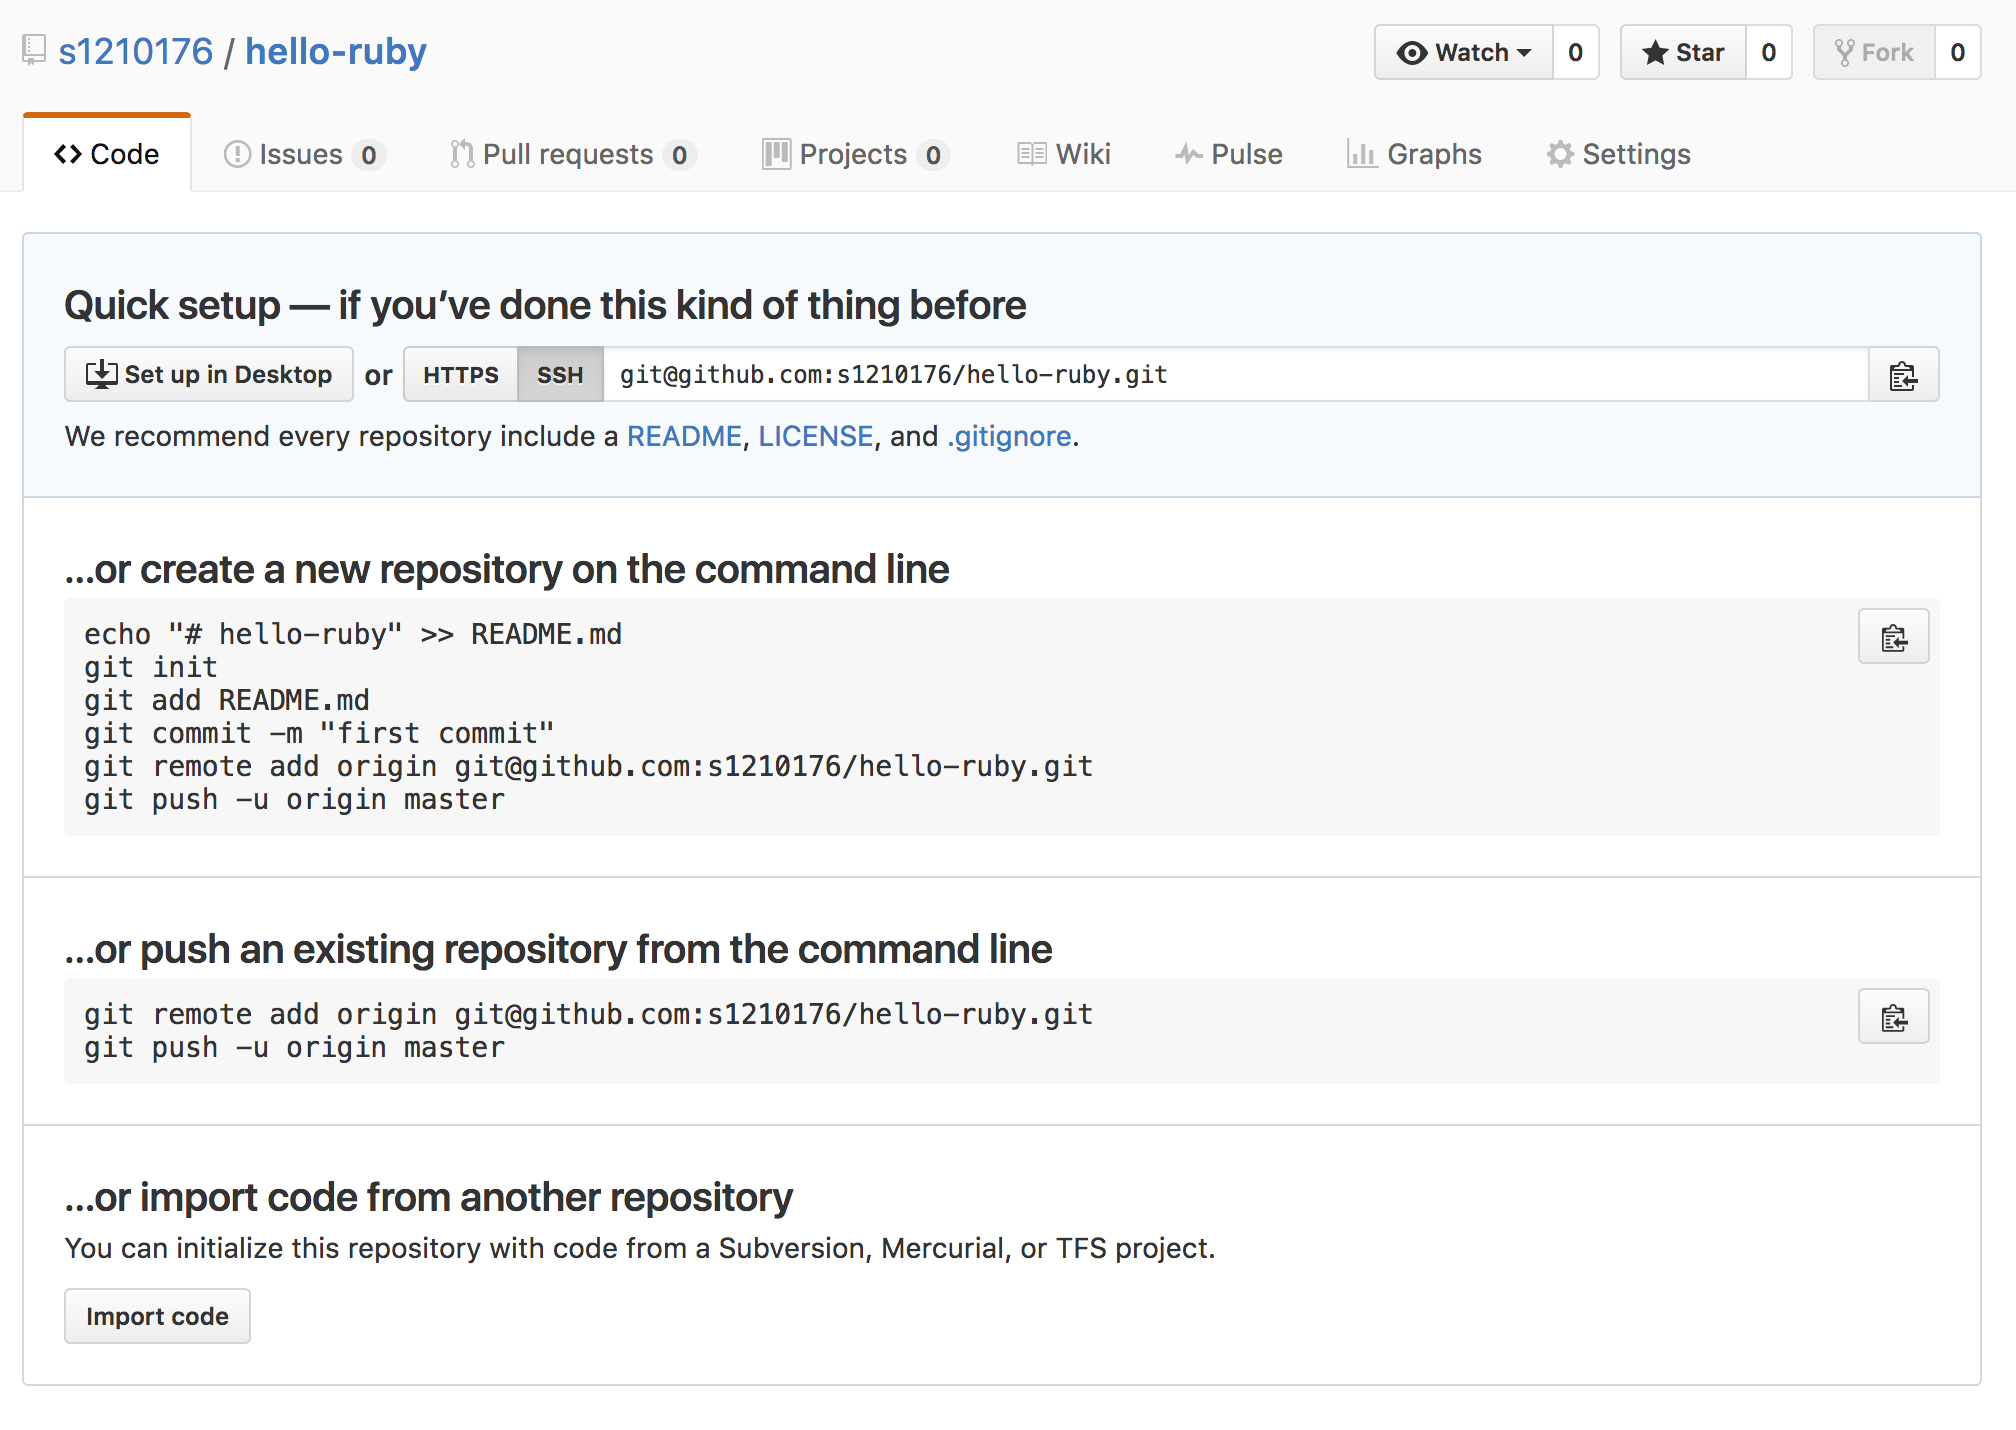 s1210176 / hello-ruby
Watch 0 Star 0 Fork 0
Code Issues 0 Pull requests 0 Projects 0 Wiki Pulse Graphs Settings
Quick setup — if you’ve done this kind of thing before
Set up in Desktop or HTTPS SSH git@github.com:s1210176/hello-ruby.git
We recommend every repository include a README, LICENSE, and .gitignore.
…or create a new repository on the command line
echo "# hello-ruby" >> README.md
git init
git add README.md
git commit -m "first commit"
git remote add origin git@github.com:s1210176/hello-ruby.git
git push -u origin master
…or push an existing repository from the command line
git remote add origin git@github.com:s1210176/hello-ruby.git
git push -u origin master
…or import code from another repository
You can initialize this repository with code from a Subversion, Mercurial, or TFS project.
Import code